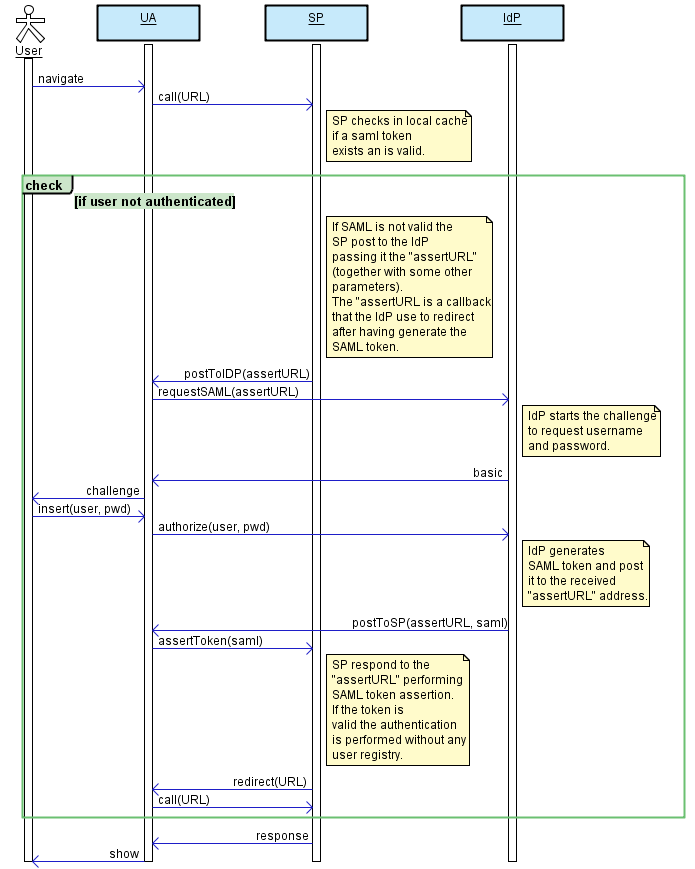 UA
SP
IdP
User
navigate
call(URL)
SP checks in local cache
if a saml token
exists an is valid.
check
[if user not authenticated]
If SAML is not valid the
SP post to the IdP
passing it the "assertURL"
(together with some other
parameters).
The "assertURL is a callback
that the IdP use to redirect
after having generate the
SAML token.
postToIDP(assertURL)
requestSAML(assertURL)
IdP starts the challenge
to request username
and password.
basic
challenge
insert(user, pwd)
authorize(user, pwd)
IdP generates
SAML token and post
it to the received
"assertURL" address.
postToSP(assertURL, saml)
assertToken(saml)
SP respond to the
"assertURL" performing
SAML token assertion.
If the token is
valid the authentication
is performed without any
user registry.
redirect(URL)
call(URL)
response
show